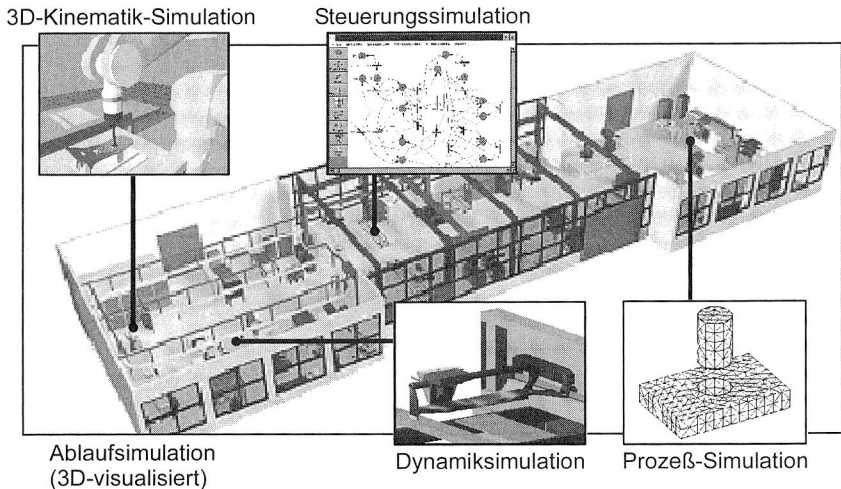 3D-Kinematik-Simulation
Steuerungssimulation
Ablaufsimulation
(3D-visualisiert)
Dynamiksimulation
Prozeß-Simulation